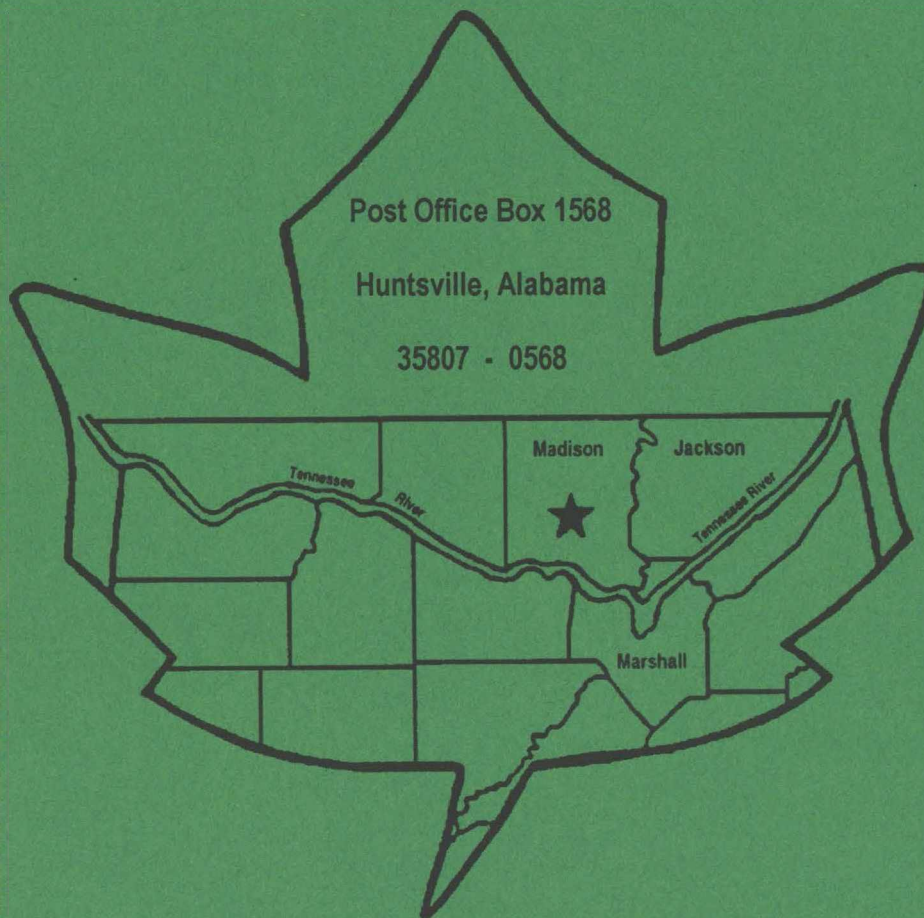 Post Office Box 1568
Huntsville, Alabama
35807 - 0568
Madison
Jackson
Tennessee River
Tennessee River
Marshall